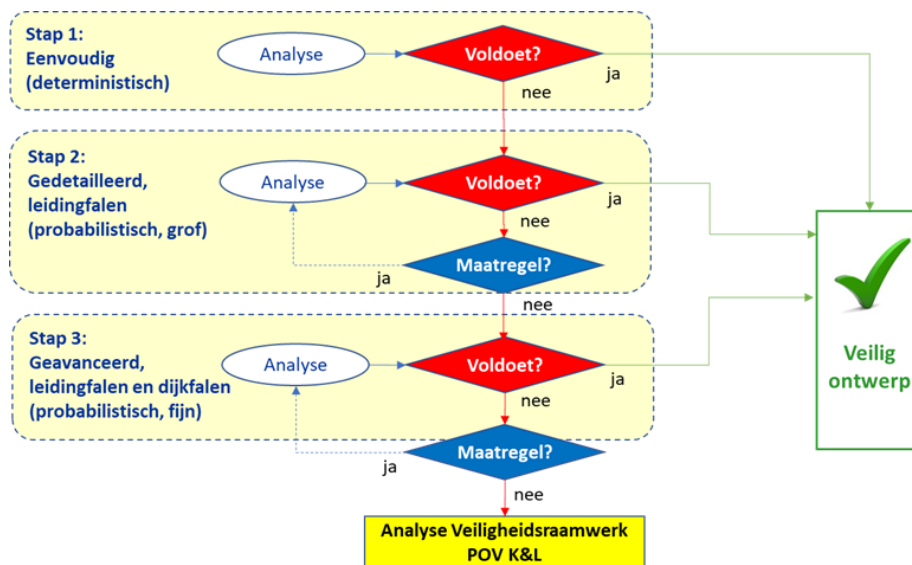 Stap 1:
Eenvoudig
(deterministisch)
Analyse
Voldoet?
ja
nee
Stap 2:
Gedetailleerd,
leidingfalen
(probabilistisch, grof)
Analyse
Voldoet?
ja
nee
Maatregel?
ja
nee
Stap 3:
Geavanceerd,
leidingfalen en dijkfalen
(probabilistisch, fijn)
Analyse
Voldoet?
ja
nee
Maatregel?
ja
nee
Analyse Veiligheidsraamwerk
POV K&L
Veilig
ontwerp